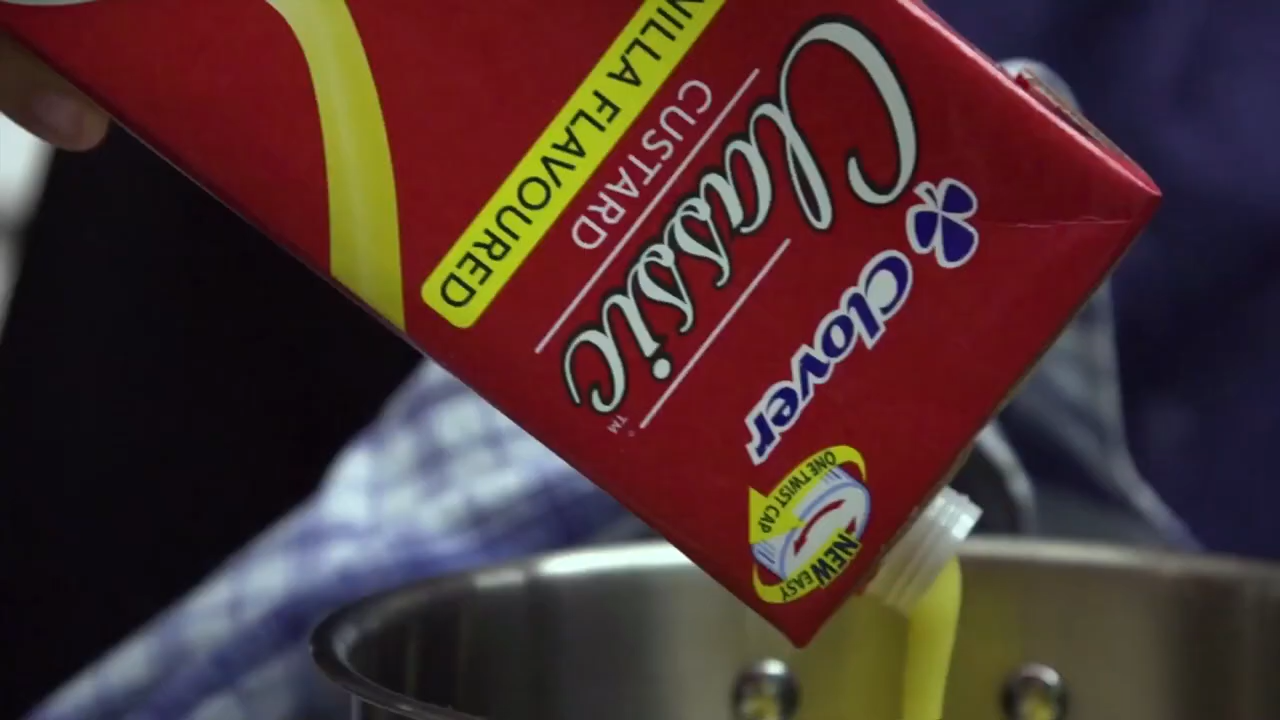 Clover
Classic
TM
CUSTARD
NILLA FLAVOURED
NEW EASY
ONE TWIST CAP